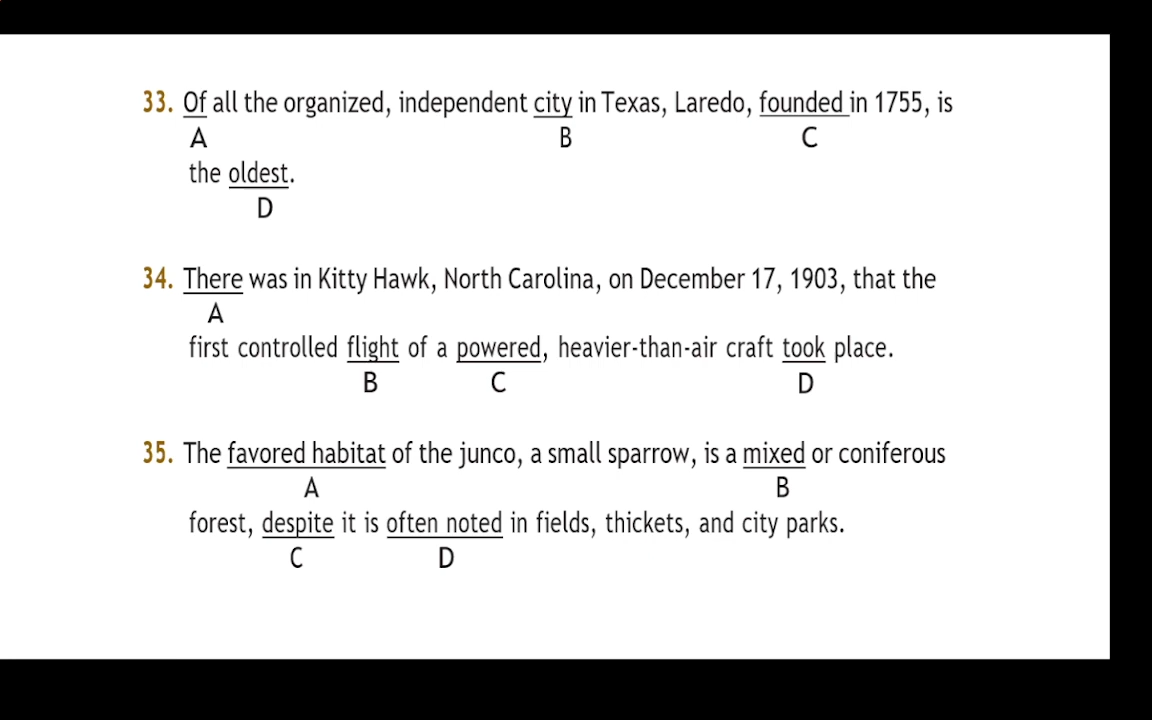 33. Of all the organized, independent city in Texas, Laredo, founded in 1755, is
A B C
the oldest.
D
34. There was in Kitty Hawk, North Carolina, on December 17, 1903, that the
A
first controlled flight of a powered, heavier-than-air craft took place.
B C D
35. The favored habitat of the junco, a small sparrow, is a mixed or coniferous
A B
forest, despite it is often noted in fields, thickets, and city parks.
C D